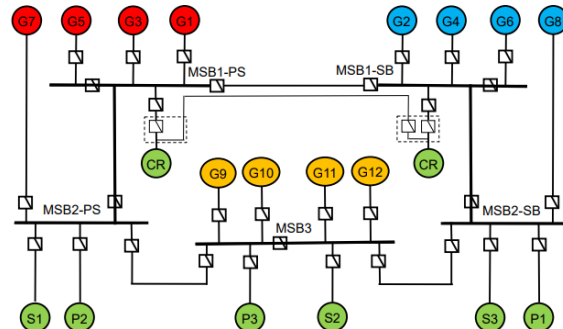 G7 G5 G3 G1 G2 G4 G6 G8
MSB1-PS MSB1-SB
CR CR
G9 G10 G11 G12
MSB2-PS MSB3 MSB2-SB
S1 P2 P3 S2 S3 P1